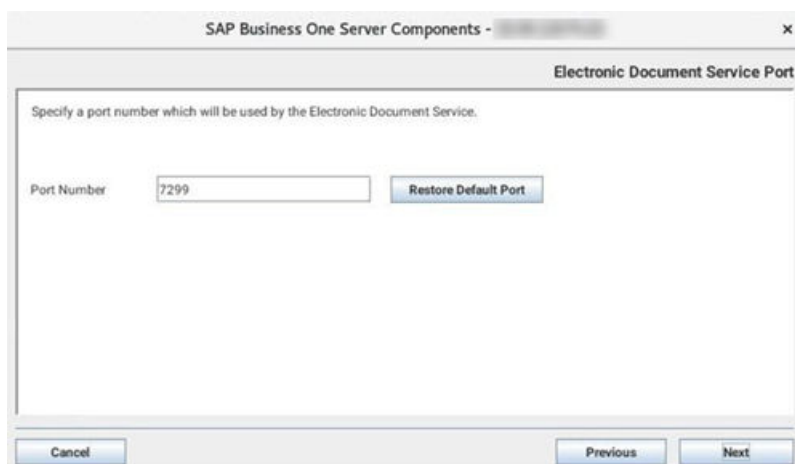 SAP Business One Server Components -
×
Electronic Document Service Port
Specify a port number which will be used by the Electronic Document Service.
Port Number 7299 Restore Default Port
Cancel Previous Next